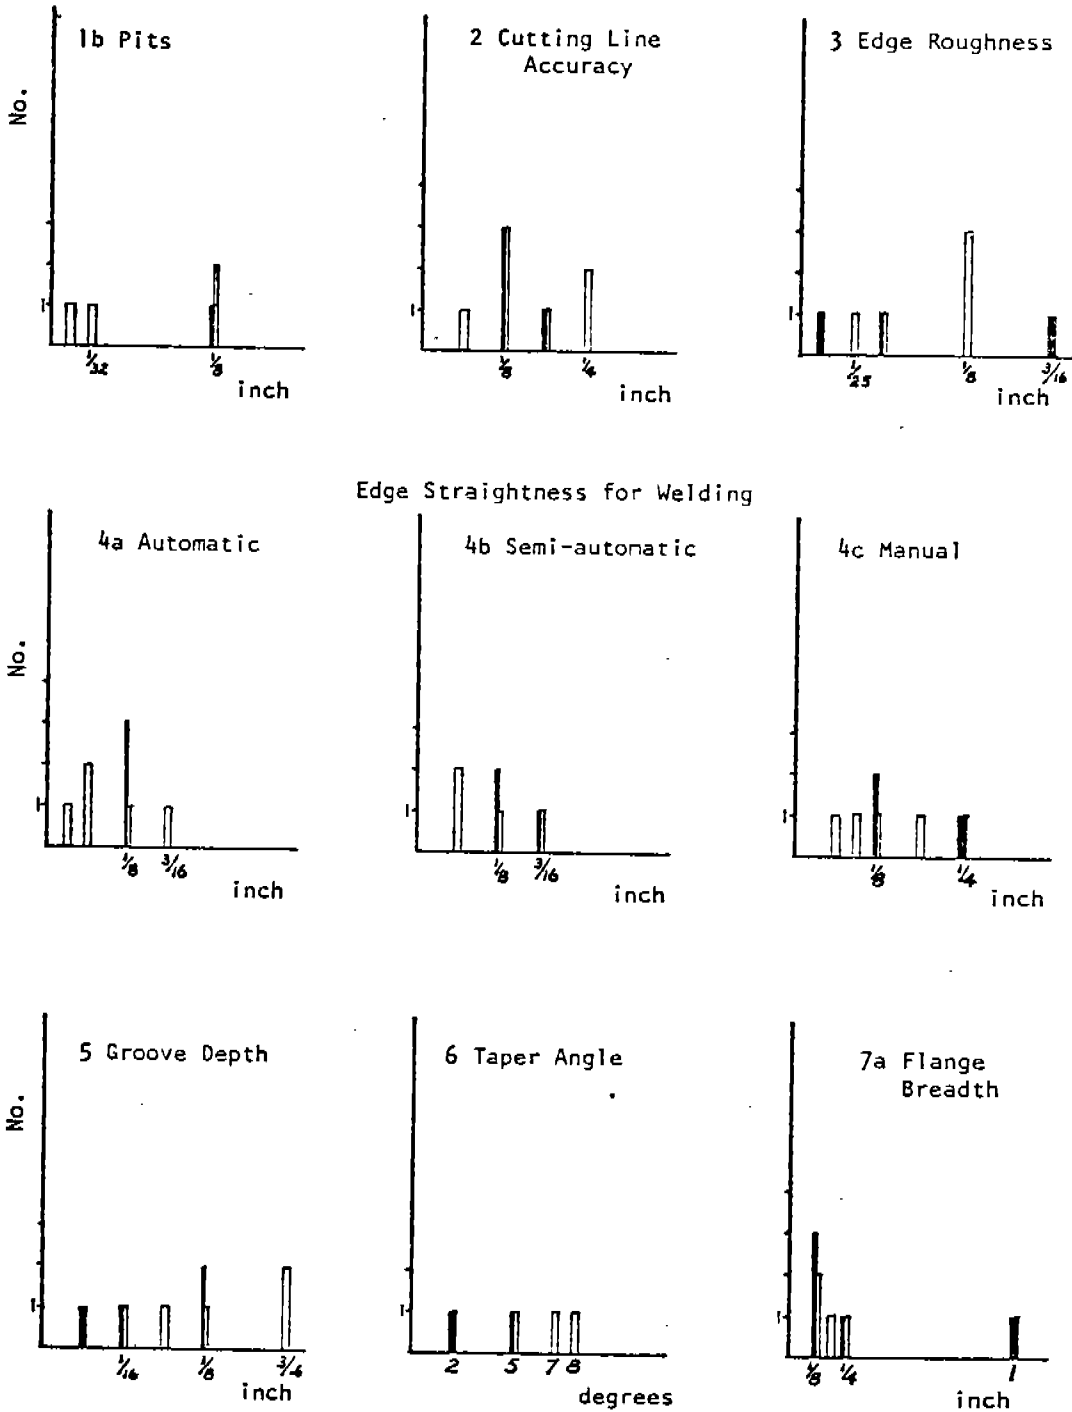 1b Pits
No.
1
1/32
1/8
inch
2 Cutting Line
Accuracy
1
1/8
1/4
inch
3 Edge Roughness
1
1/25
1/8
3/16
inch
Edge Straightness for Welding
4a Automatic
No.
1
1/8
3/16
inch
4b Semi-automatic
1
1/8
3/16
inch
4c Manual
1
1/8
1/4
inch
5 Groove Depth
No.
1
1/16
1/8
3/4
inch
6 Taper Angle
1
2
5
7
8
degrees
7a Flange
Breadth
1
1/8
1/4
1
inch